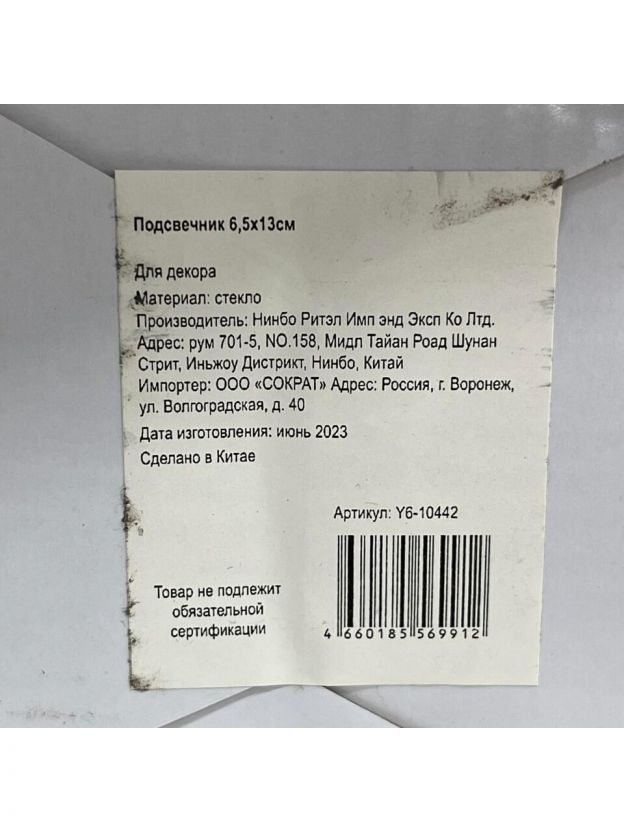 Подсвечник 6,5х13см
Для декора
Материал: стекло
Производитель: Нинбо Ритэл Имп энд Эксп Ко Лтд.
Адрес: рум 701-5, NO.158, Мидл Тайан Роад Шунан
Стрит, Иньжоу Дистрикт, Нинбо, Китай
Импортер: ООО «СОКРАТ» Адрес: Россия, г. Воронеж,
ул. Волгоградская, д. 40
Дата изготовления: июнь 2023
Сделано в Китае
Артикул: Y6-10442
Товар не подлежит
обязательной
сертификации
4 660185 569912